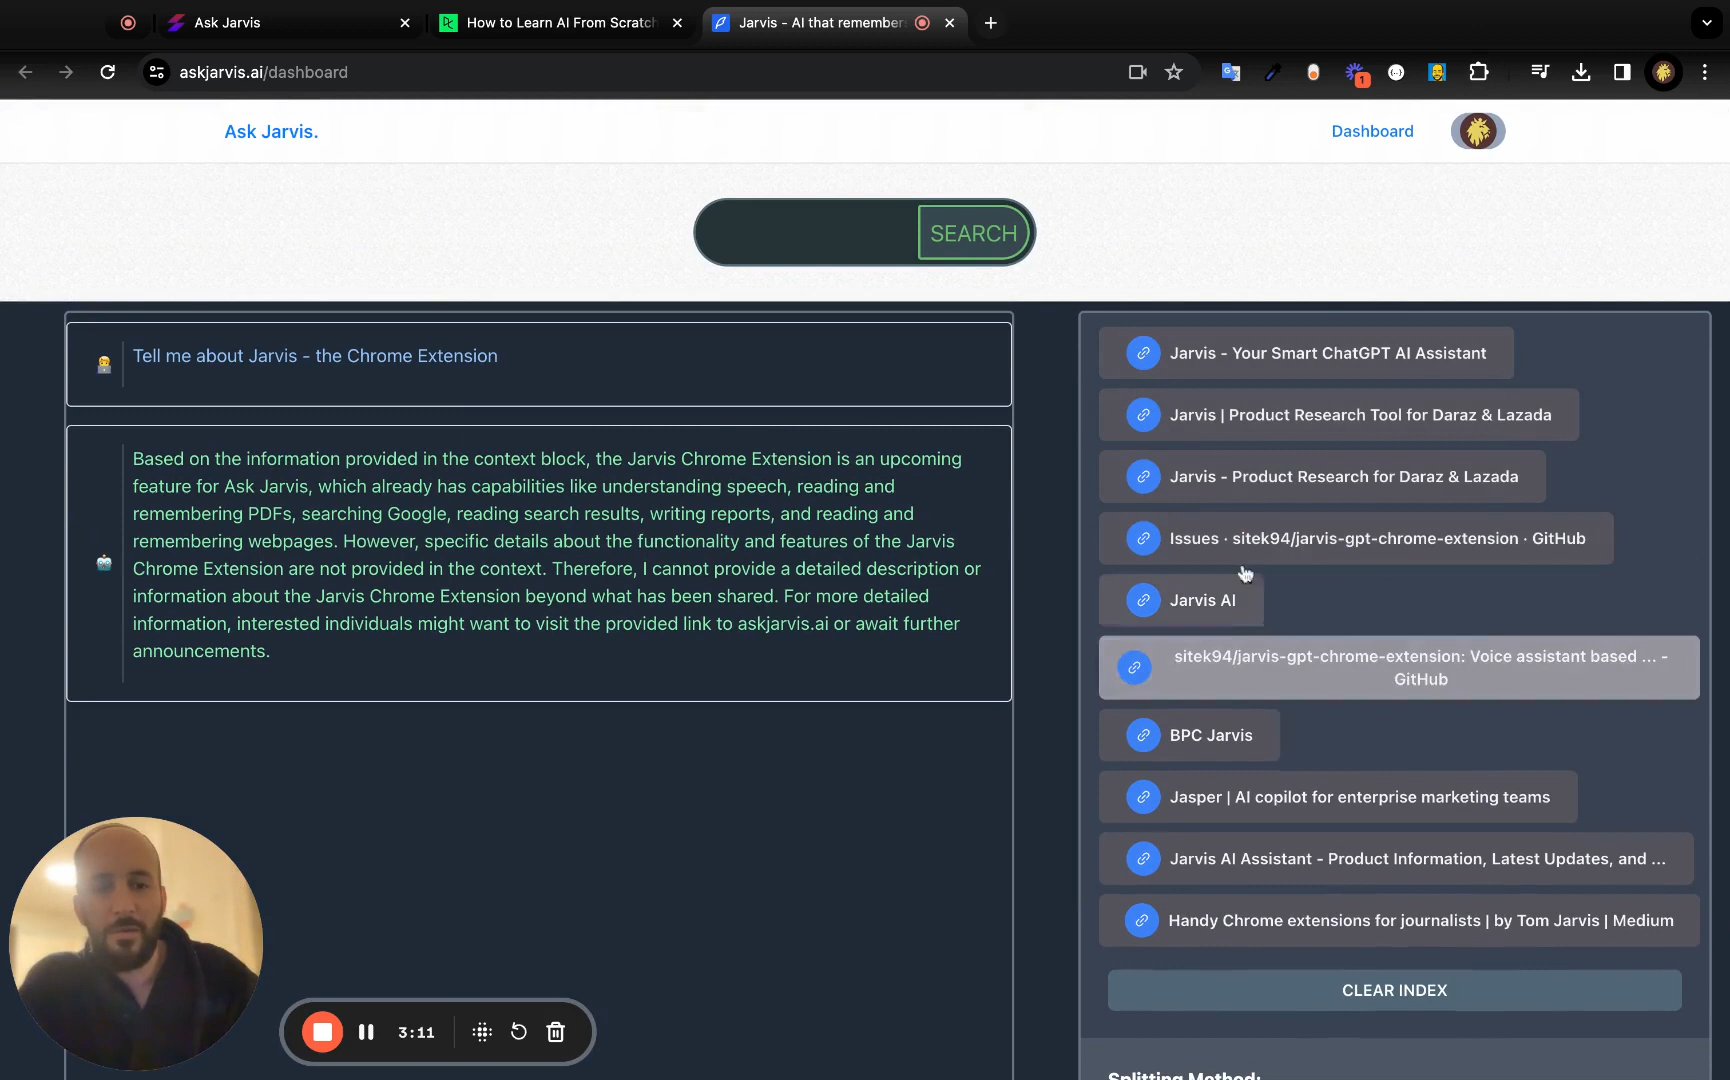 Ask Jarvis
How to Learn AI From Scratch
Jarvis - AI that remember
askjarvis.ai/dashboard
1
Ask Jarvis.
Dashboard
SEARCH
Tell me about Jarvis - the Chrome Extension
Based on the information provided in the context block, the Jarvis Chrome Extension is an upcoming
feature for Ask Jarvis, which already has capabilities like understanding speech, reading and
remembering PDFs, searching Google, reading search results, writing reports, and reading and
remembering webpages. However, specific details about the functionality and features of the Jarvis
Chrome Extension are not provided in the context. Therefore, I cannot provide a detailed description or
information about the Jarvis Chrome Extension beyond what has been shared. For more detailed
information, interested individuals might want to visit the provided link to askjarvis.ai or await further
announcements.
Jarvis - Your Smart ChatGPT AI Assistant
Jarvis | Product Research Tool for Daraz & Lazada
Jarvis - Product Research for Daraz & Lazada
Issues · sitek94/jarvis-gpt-chrome-extension · GitHub
Jarvis AI
sitek94/jarvis-gpt-chrome-extension: Voice assistant based ... -
GitHub
BPC Jarvis
Jasper | AI copilot for enterprise marketing teams
Jarvis AI Assistant - Product Information, Latest Updates, and ...
Handy Chrome extensions for journalists | by Tom Jarvis | Medium
CLEAR INDEX
Splitting Method:
3:11